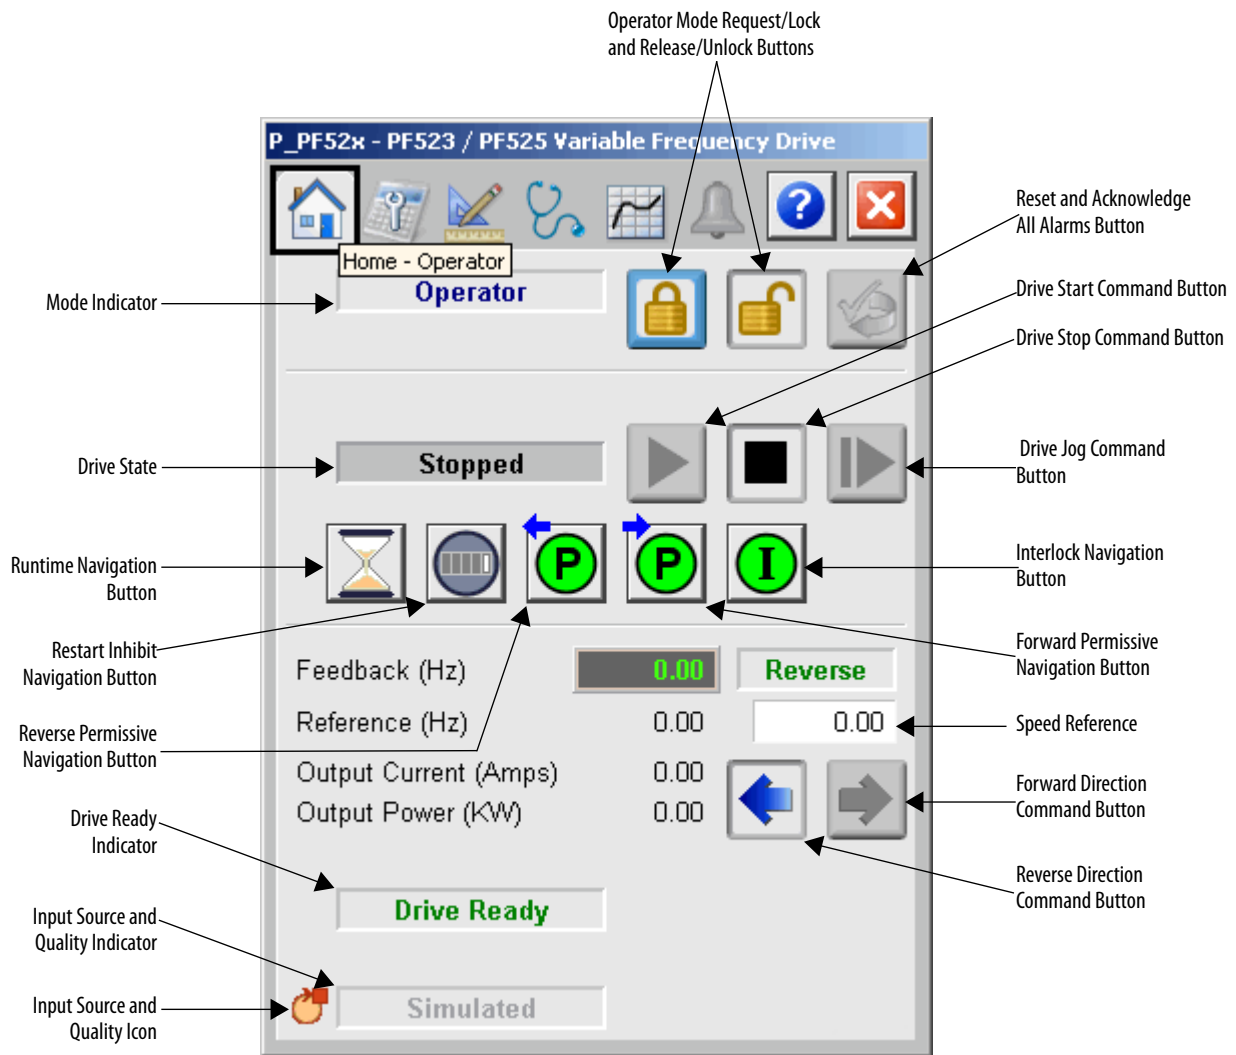 Operator Mode Request/Lock
and Release/Unlock Buttons
P_PF52x - PF523 / PF525 Variable Frequency Drive
Home - Operator
Reset and Acknowledge
All Alarms Button
Mode Indicator
Operator
Drive Start Command Button
Drive Stop Command Button
Drive State
Stopped
Drive Jog Command
Button
Runtime Navigation
Button
P
P
I
Interlock Navigation
Button
Restart Inhibit
Navigation Button
Forward Permissive
Navigation Button
Feedback (Hz)
0.00
Reverse
Reverse Permissive
Navigation Button
Reference (Hz)
0.00
0.00
Speed Reference
Output Current (Amps)
0.00
Output Power (KW)
0.00
Forward Direction
Command Button
Drive Ready
Indicator
Reverse Direction
Command Button
Drive Ready
Input Source and
Quality Indicator
Input Source and
Quality Icon
Simulated